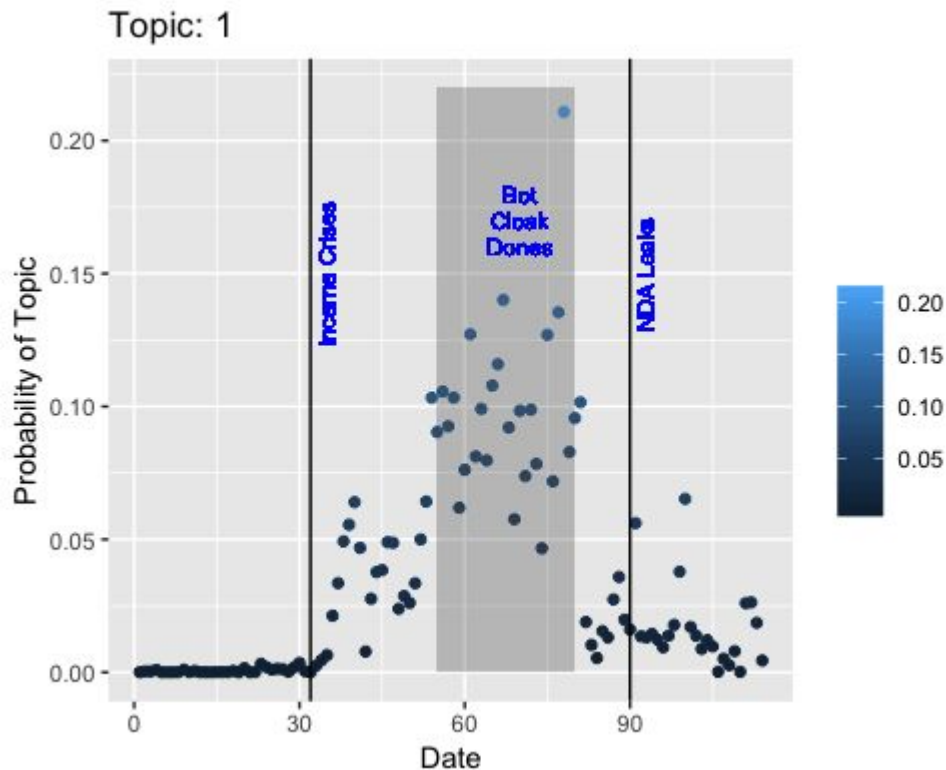 Topic: 1
Probability of Topic
0.20
0.15
0.10
0.05
0.00
Income Crises
Bot
Cloak
Dones
NDA Leaks
0
30
60
90
Date
0.20
0.15
0.10
0.05